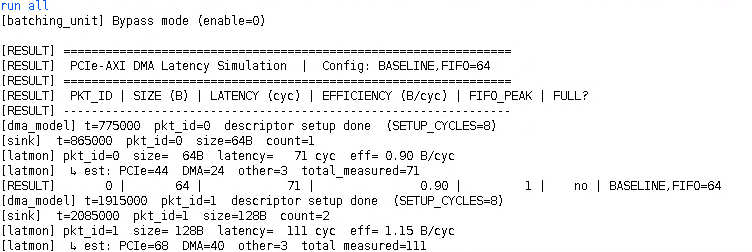 run all
[batching_unit] Bypass mode (enable=0)
[RESULT] ================================================================
[RESULT]  PCIe-AXI DMA Latency Simulation  |  Config: BASELINE,FIFO=64
[RESULT] ================================================================
[RESULT]  PKT_ID | SIZE (B) | LATENCY (cyc) | EFFICIENCY (B/cyc) | FIFO_PEAK | FULL?
[RESULT] ----------------------------------------------------------------
[dma_model] t=775000  pkt_id=0  descriptor setup done  (SETUP_CYCLES=8)
[sink]  t=865000  pkt_id=0  size=64B  count=1
[latmon] pkt_id=0  size=  64B  latency=   71 cyc  eff= 0.90 B/cyc
[latmon]  ↳ est: PCIe=44  DMA=24  other=3  total_measured=71
[RESULT]       0 |       64 |            71 |               0.90 |         1 |    no | BASELINE,FIFO=64
[dma_model] t=1915000  pkt_id=1  descriptor setup done  (SETUP_CYCLES=8)
[sink]  t=2085000  pkt_id=1  size=128B  count=2
[latmon] pkt_id=1  size= 128B  latency=  111 cyc  eff= 1.15 B/cyc
[latmon]  ↳ est: PCIe=68  DMA=40  other=3  total_measured=111